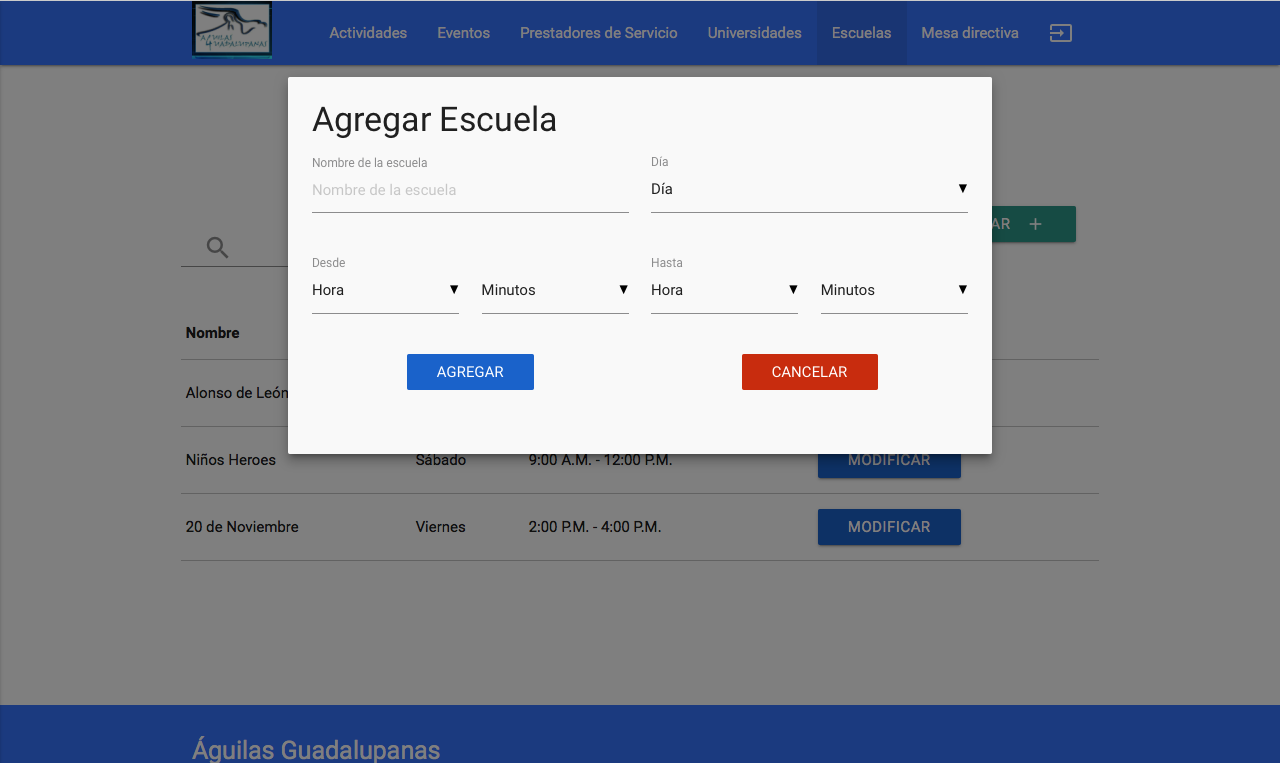 ÁGUILAS
GUADALUPANAS
Actividades Eventos Prestadores de Servicio Universidades Escuelas Mesa directiva
Agregar Escuela
Nombre de la escuela Día
Nombre de la escuela Día
AR +
Desde Hasta
Hora Minutos Hora Minutos
Nombre
AGREGAR CANCELAR
Alonso de León
Niños Heroes Sábado 9:00 A.M. - 12:00 P.M. MODIFICAR
20 de Noviembre Viernes 2:00 P.M. - 4:00 P.M. MODIFICAR
Águilas Guadalupanas